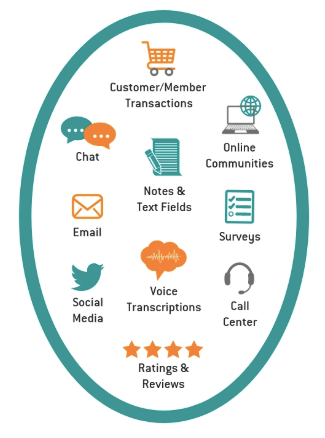 Customer/Member
Transactions
Chat
Online
Communities
Notes &
Text Fields
Email
Surveys
Voice
Transcriptions
Social
Media
Call
Center
Ratings &
Reviews